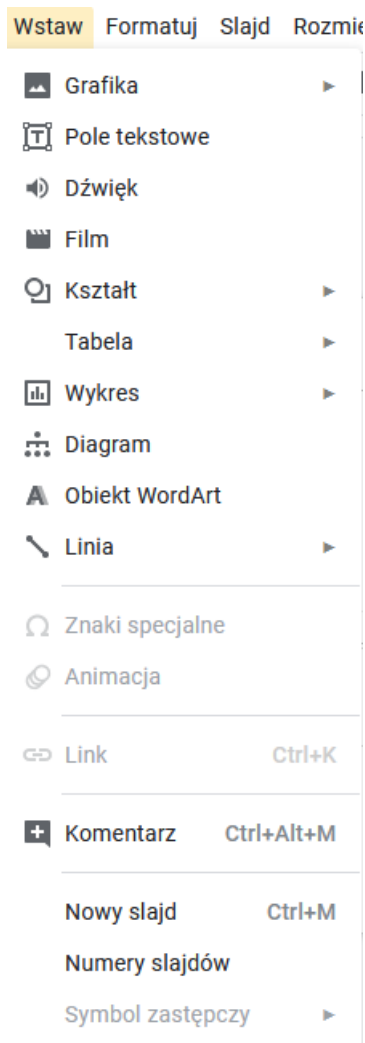 Wstaw Formatuj Slajd Rozmie
Grafika
Pole tekstowe
Dźwięk
Film
Kształt
Tabela
Wykres
Diagram
Obiekt WordArt
Linia
Znaki specjalne
Animacja
Link Ctrl+K
Komentarz Ctrl+Alt+M
Nowy slajd Ctrl+M
Numery slajdów
Symbol zastępczy